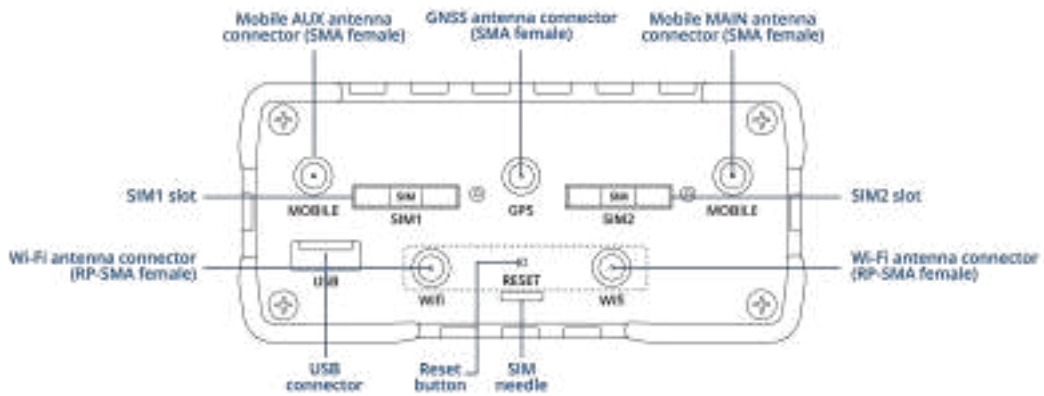 Mobile AUX antenna
connector (SMA female)
GNSS antenna connector
(SMA female)
Mobile MAIN antenna
connector (SMA female)
SIM1 slot
SIM
SIM
SIM2 slot
MOBILE
SIM1
GPS
SIM2
MOBILE
Wi-Fi antenna connector
(RP-SMA female)
Wi-Fi antenna connector
(RP-SMA female)
USB
RESET
Wifi
Wifi
USB
connector
Reset
button
SIM
needle